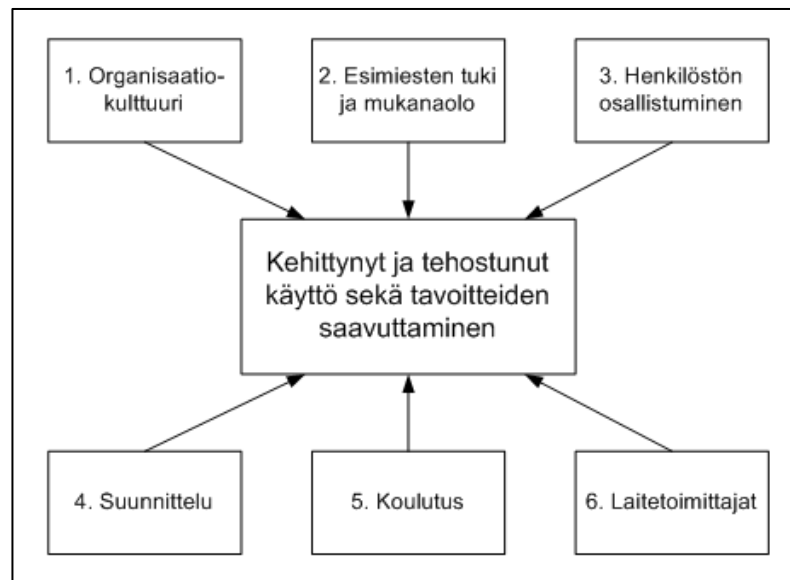 1. Organisaatio-
kulttuuri
2. Esimiesten tuki
ja mukanaolo
3. Henkilöstön
osallistuminen
Kehittynyt ja tehostunut
käyttö sekä tavoitteiden
saavuttaminen
4. Suunnittelu
5. Koulutus
6. Laitetoimittajat